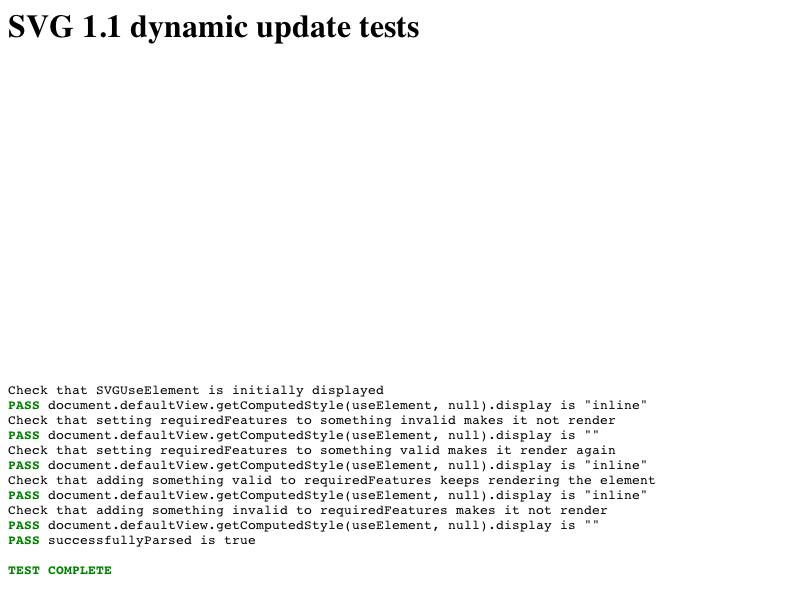 SVG 1.1 dynamic update tests
Check that SVGUseElement is initially displayed
PASS document.defaultView.getComputedStyle(useElement, null).display is "inline"
Check that setting requiredFeatures to something invalid makes it not render
PASS document.defaultView.getComputedStyle(useElement, null).display is ""
Check that setting requiredFeatures to something valid makes it render again
PASS document.defaultView.getComputedStyle(useElement, null).display is "inline"
Check that adding something valid to requiredFeatures keeps rendering the element
PASS document.defaultView.getComputedStyle(useElement, null).display is "inline"
Check that adding something invalid to requiredFeatures makes it not render
PASS document.defaultView.getComputedStyle(useElement, null).display is ""
PASS successfullyParsed is true
TEST COMPLETE